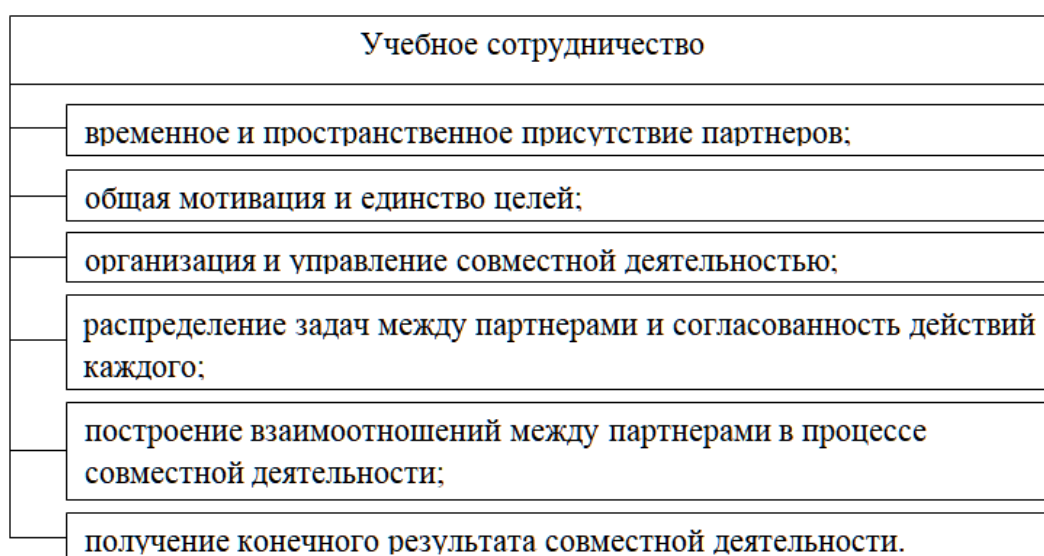 Учебное сотрудничество
временное и пространственное присутствие партнеров;
общая мотивация и единство целей;
организация и управление совместной деятельностью;
распределение задач между партнерами и согласованность действий
каждого;
построение взаимоотношений между партнерами в процессе
совместной деятельности;
получение конечного результата совместной деятельности.